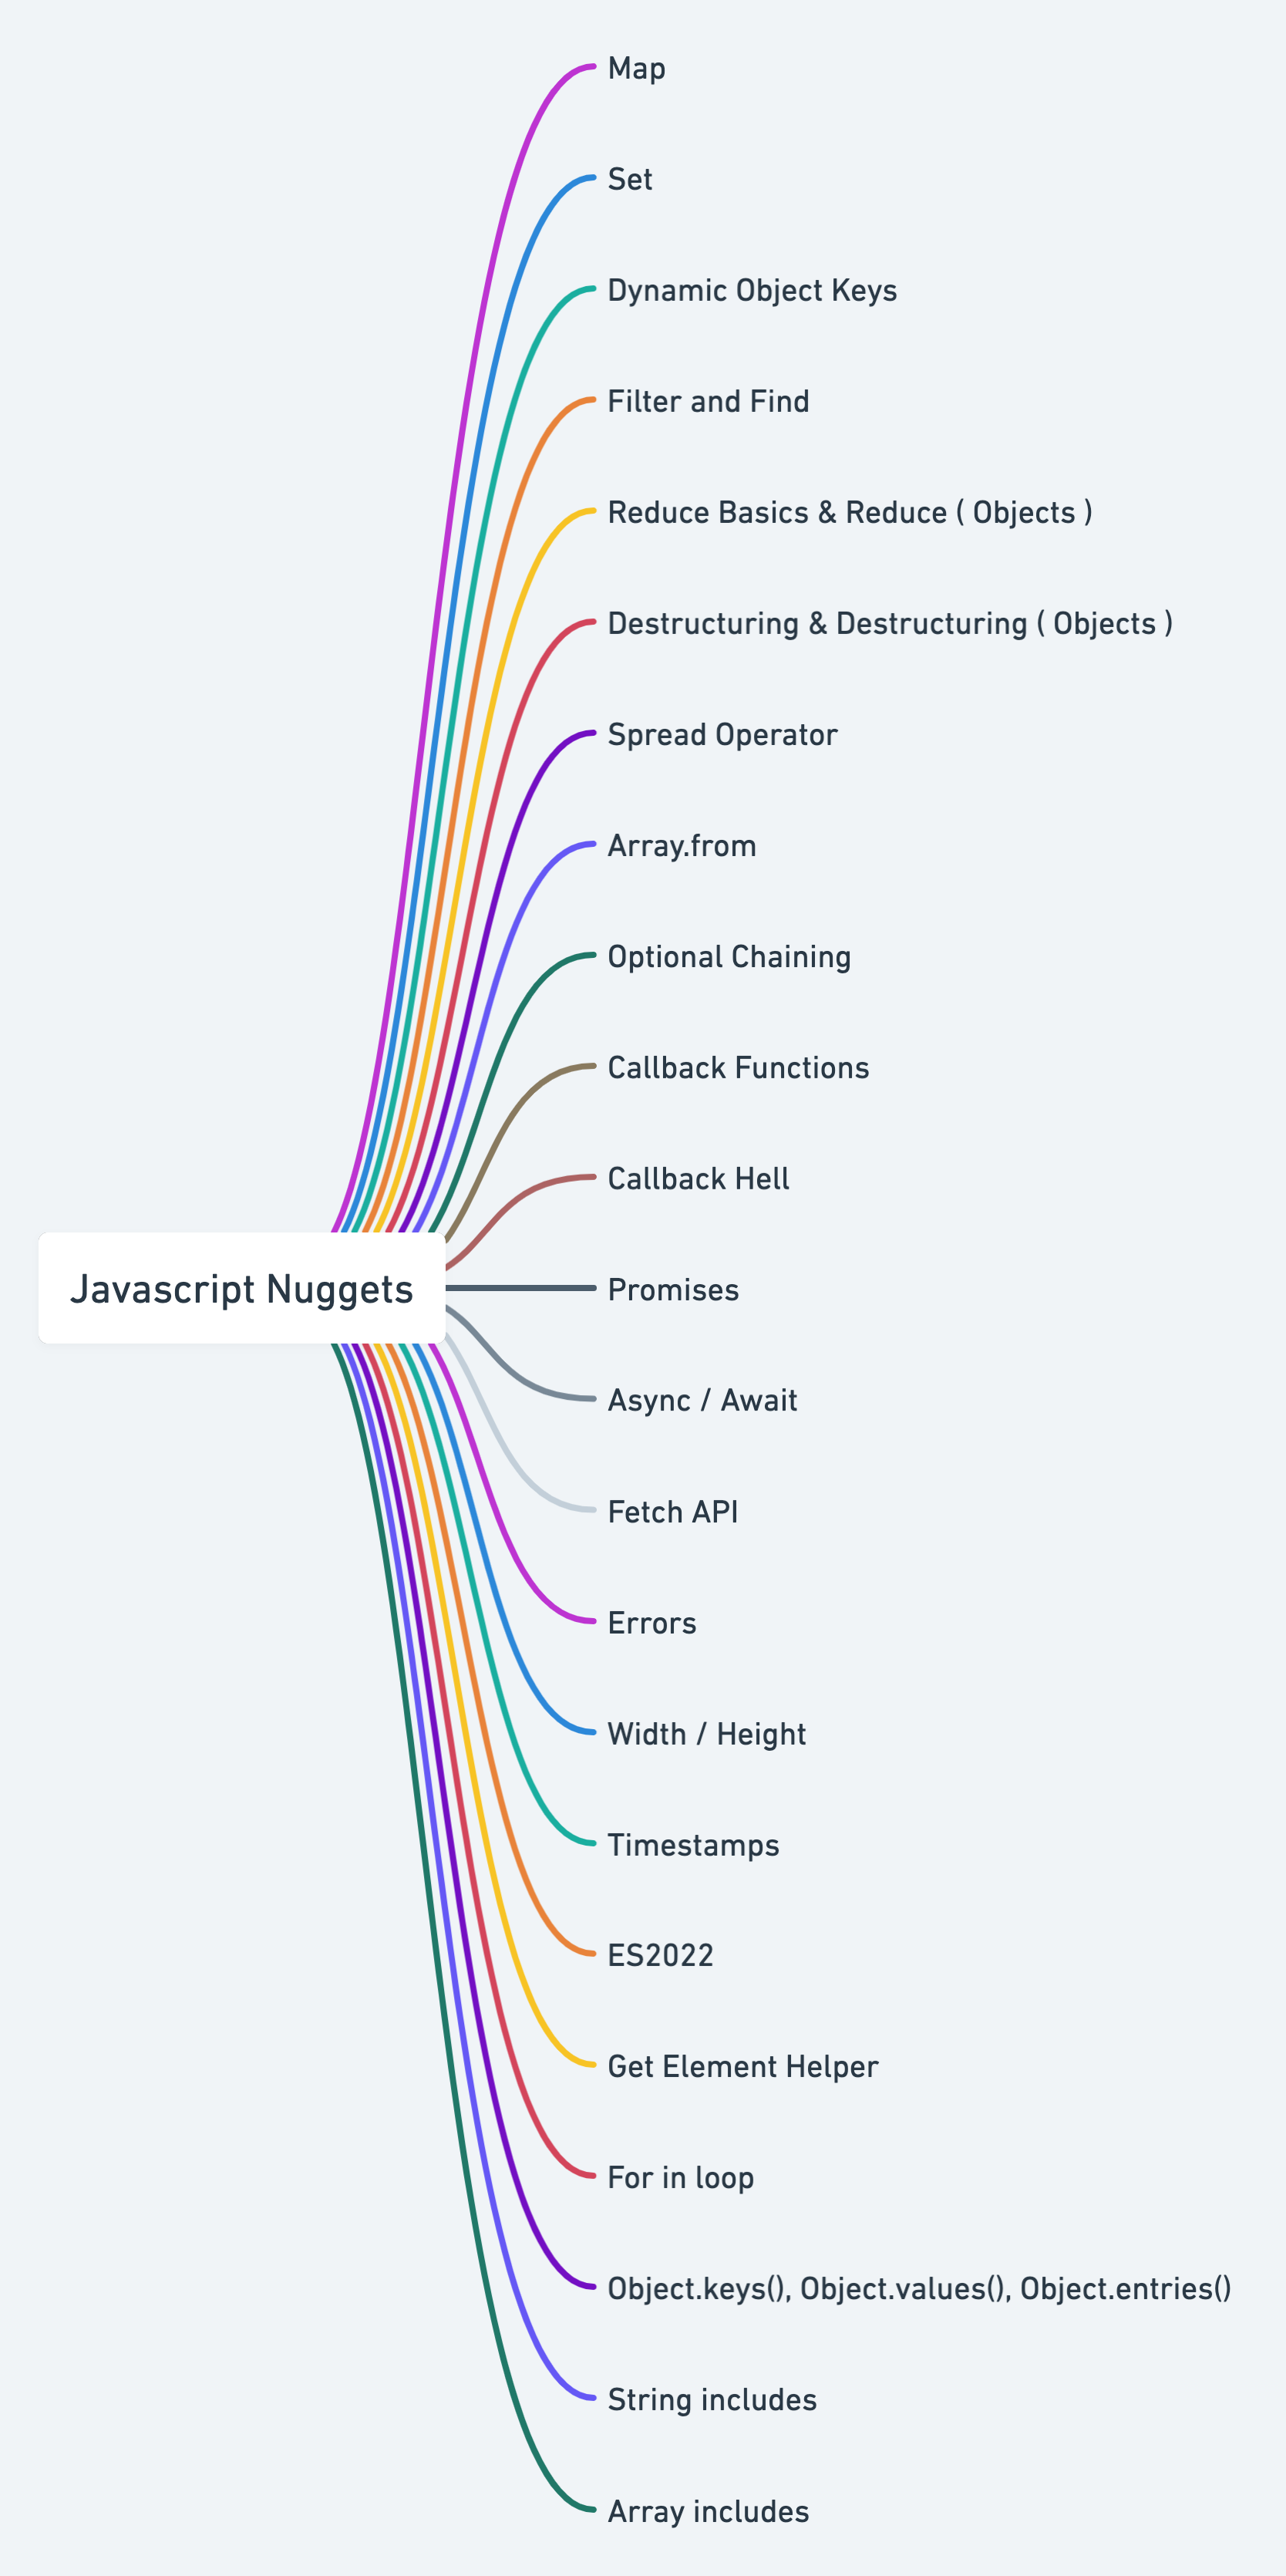 Map
Set
Dynamic Object Keys
Filter and Find
Reduce Basics & Reduce ( Objects )
Destructuring & Destructuring ( Objects )
Spread Operator
Array.from
Optional Chaining
Callback Functions
Callback Hell
Javascript Nuggets
Promises
Async / Await
Fetch API
Errors
Width / Height
Timestamps
ES2022
Get Element Helper
For in loop
Object.keys(), Object.values(), Object.entries()
String includes
Array includes